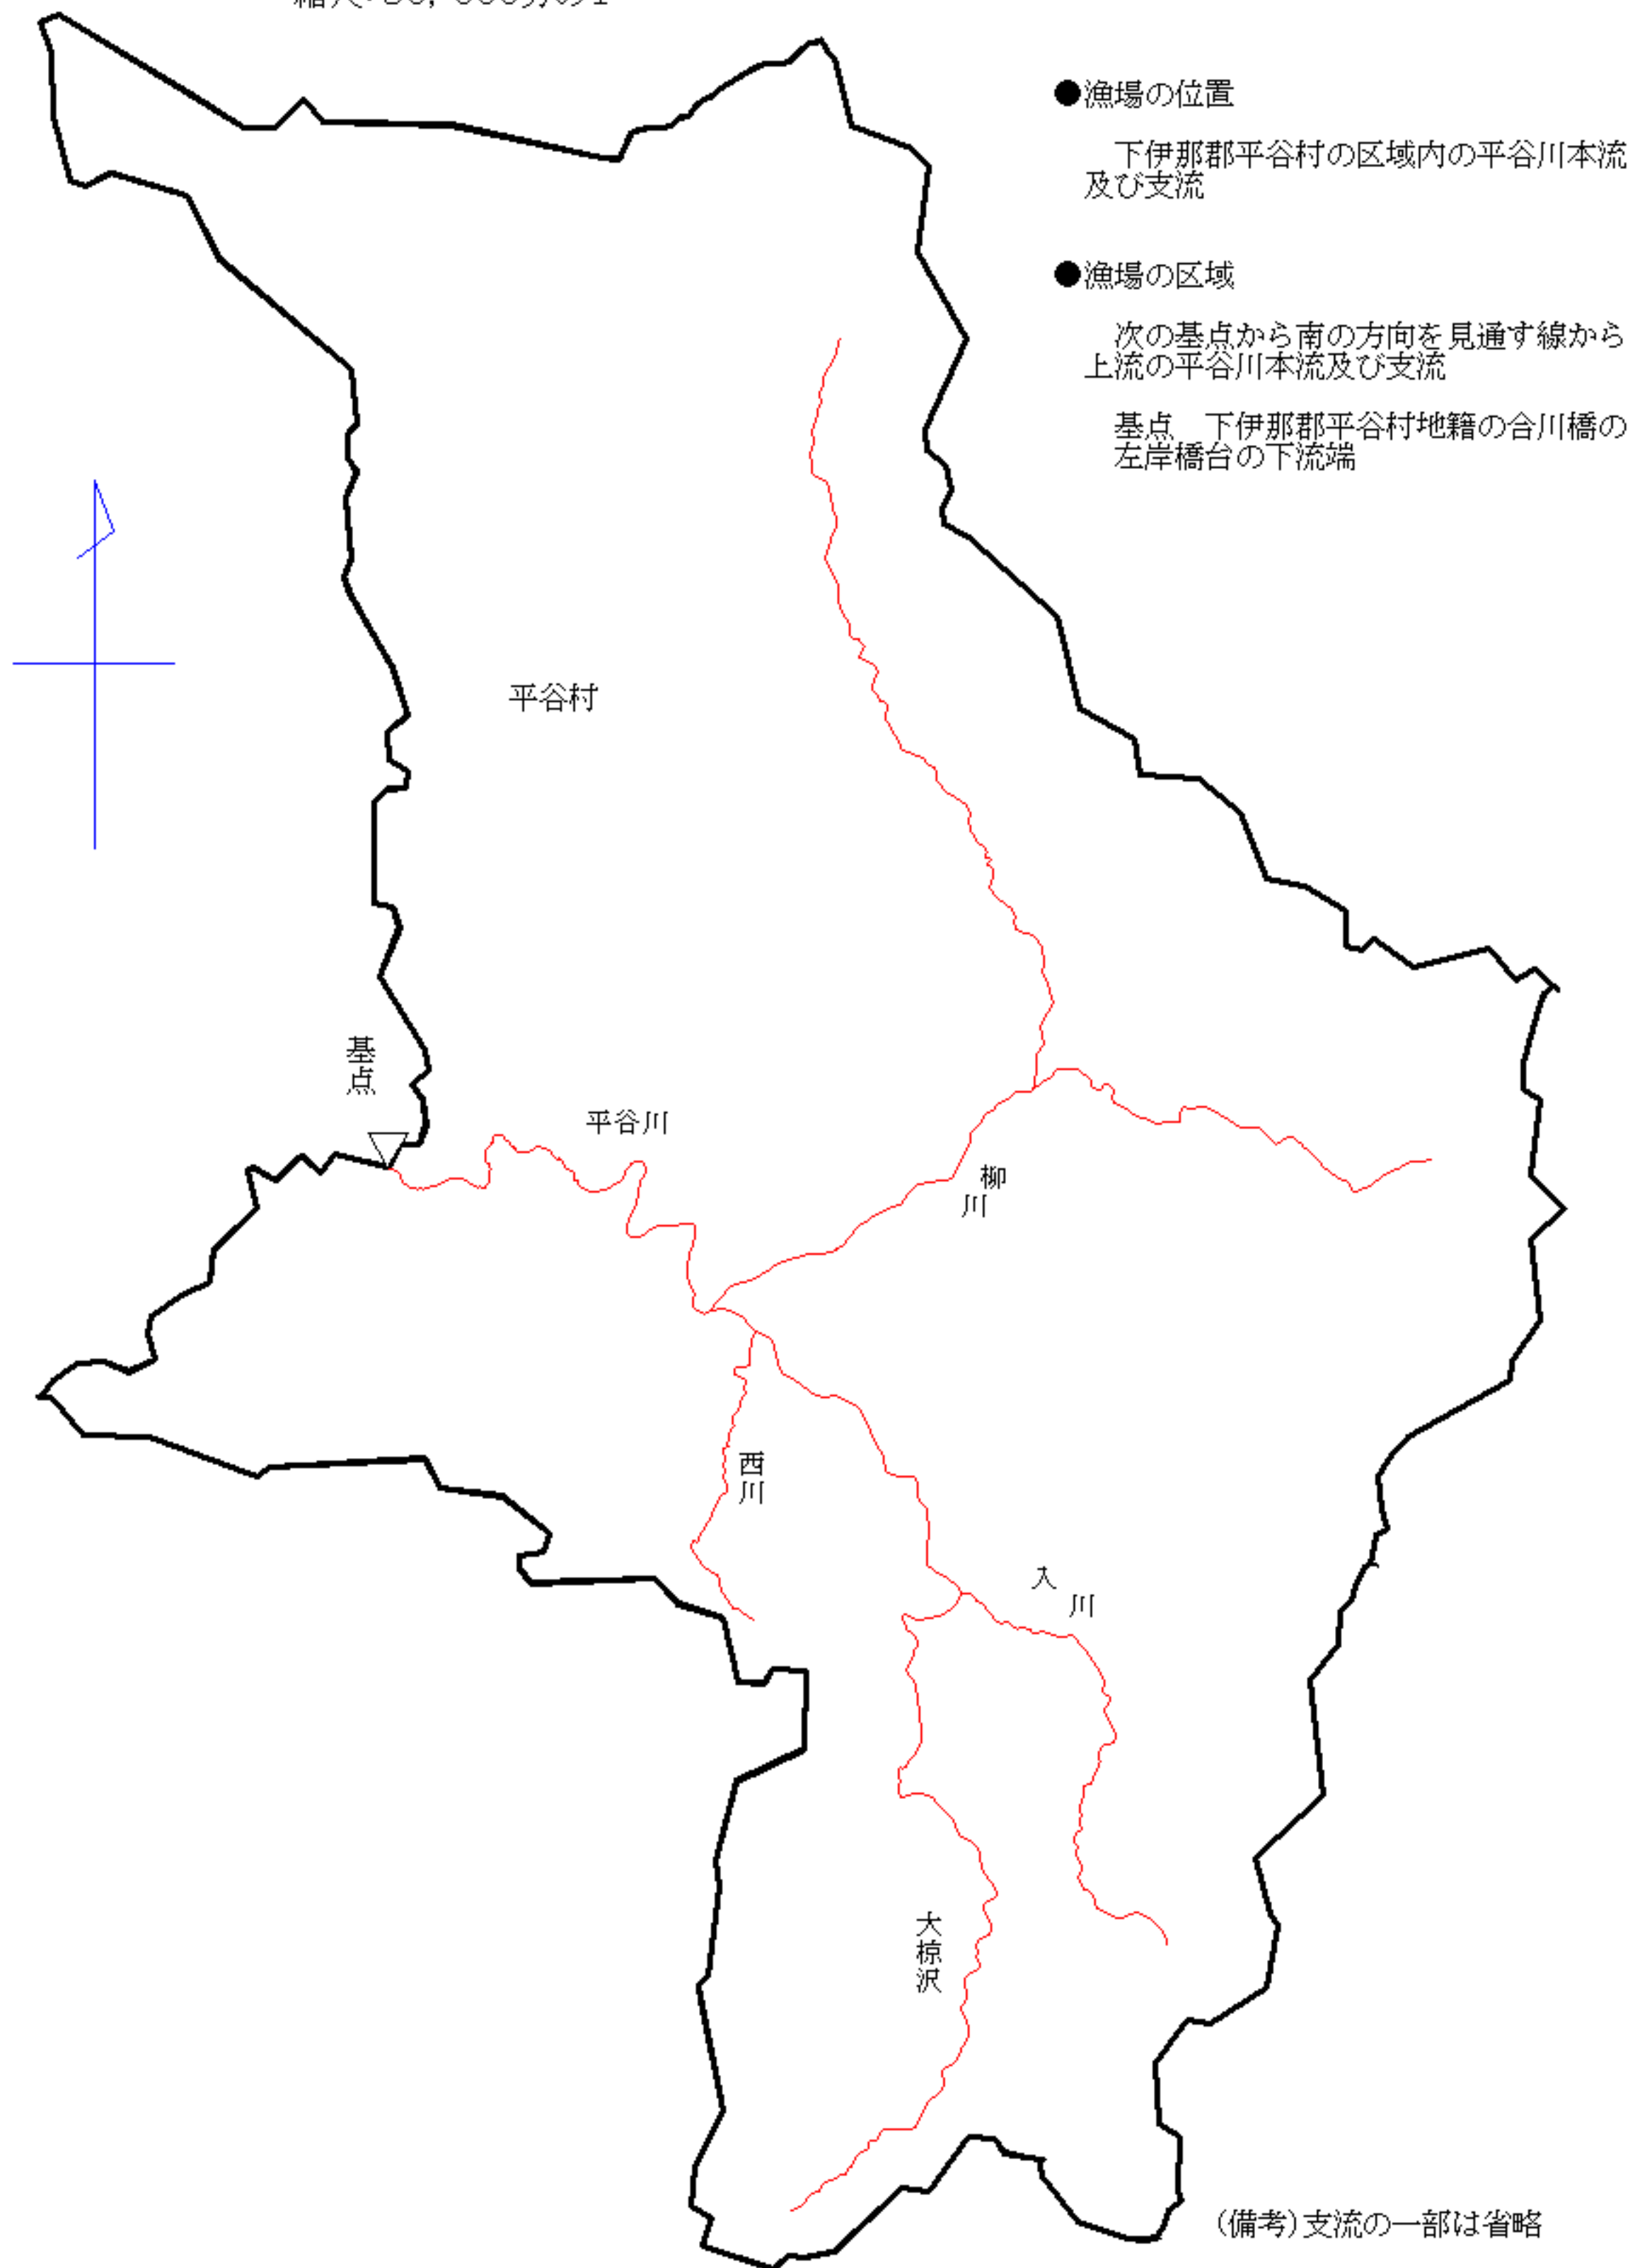 ●漁場の位置
下伊那郡平谷村の区域内の平谷川本流
及び支流
●漁場の区域
次の基点から南の方向を見通す線から
上流の平谷川本流及び支流
基点　下伊那郡平谷村地籍の合川橋の
左岸橋台の下流端
平谷村
基点
平谷川
柳川
西川
入川
大椋沢
(備考)支流の一部は省略